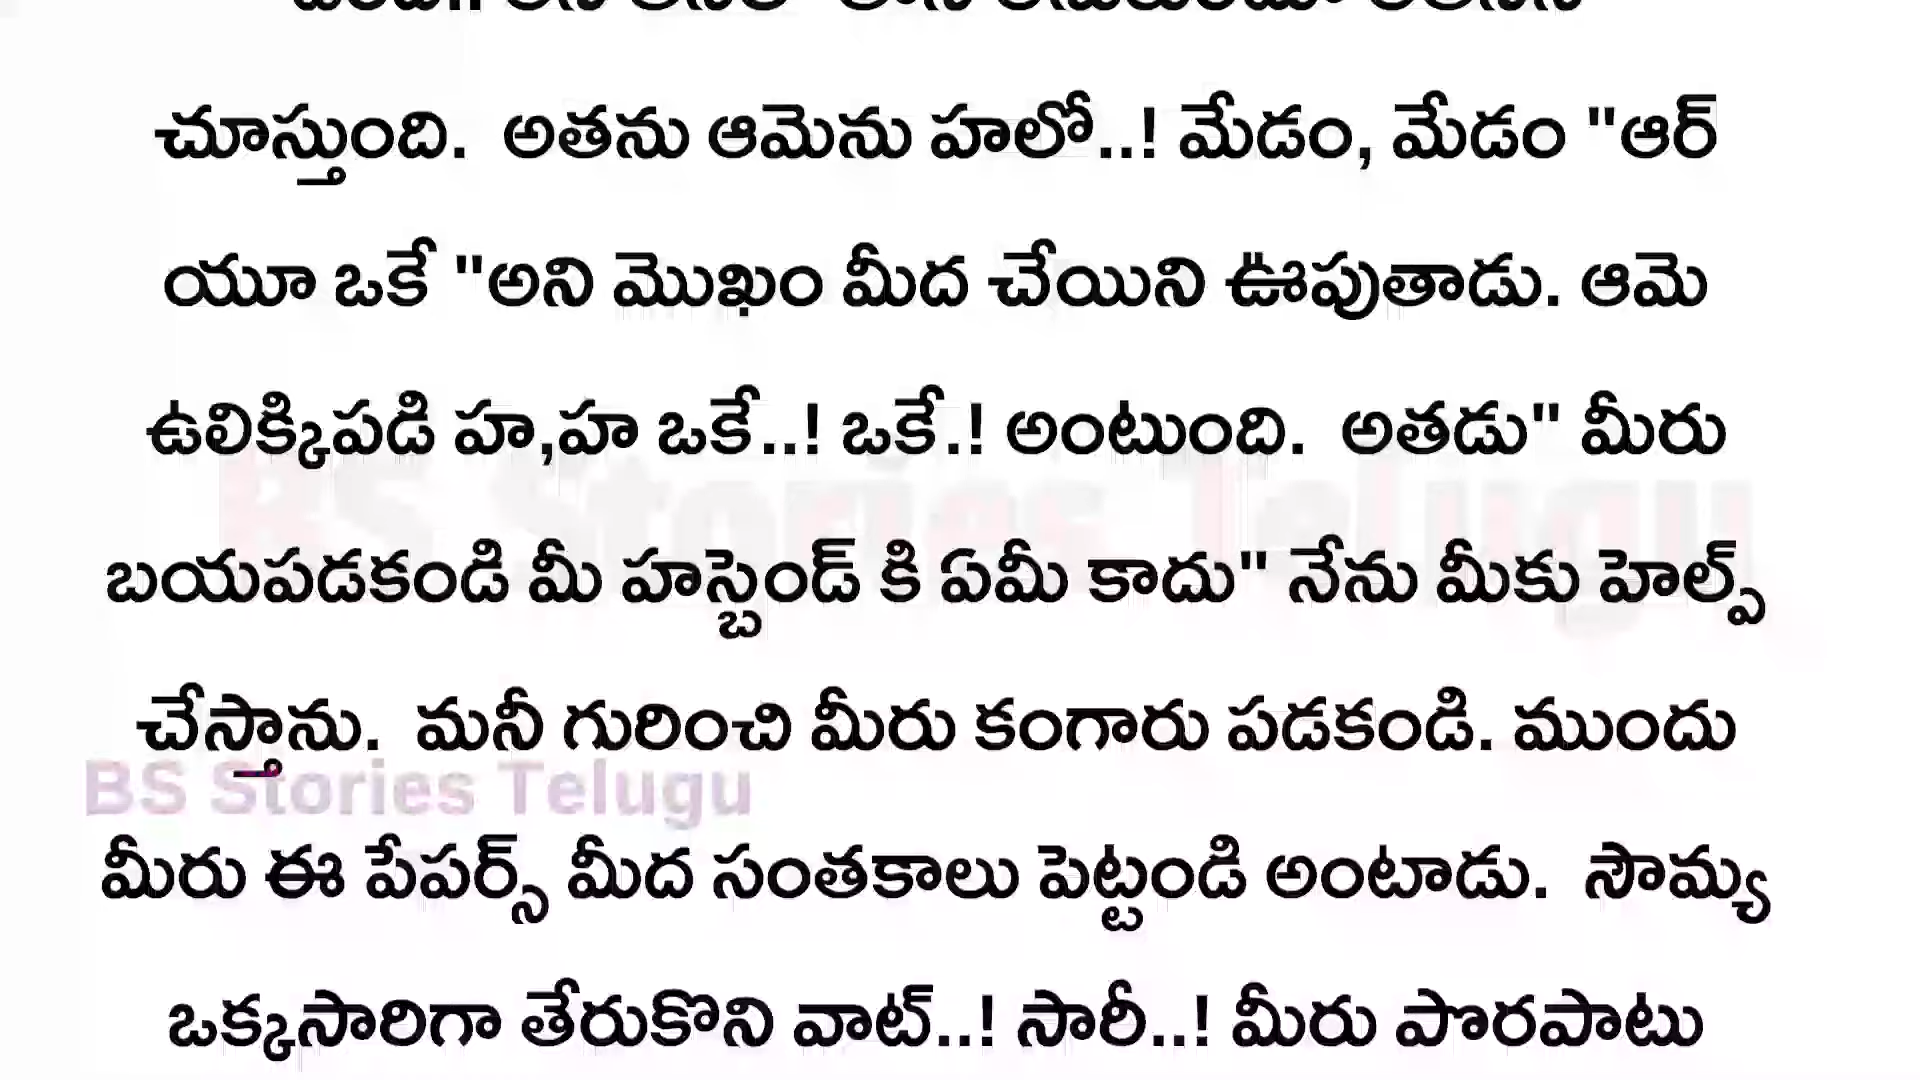 చూస్తుంది. అతను ఆమెను హలో..! మేడం, మేడం "ఆర్
యూ ఒకే "అని మొఖం మీద చేయిని ఊపుతాడు. ఆమె
ఉలిక్కిపడి హ,హ ఒకే..! ఒకే.! అంటుంది. అతడు" మీరు
బయపడకండి మీ హస్బెండ్ కి ఏమీ కాదు" నేను మీకు హెల్ప్
చేస్తాను. మనీ గురించి మీరు కంగారు పడకండి. ముందు
BS Stories Telugu
మీరు ఈ పేపర్స్ మీద సంతకాలు పెట్టండి అంటాడు. సౌమ్య
ఒక్కసారిగా తేరుకొని వాట్..! సారీ..! మీరు పొరపాటు